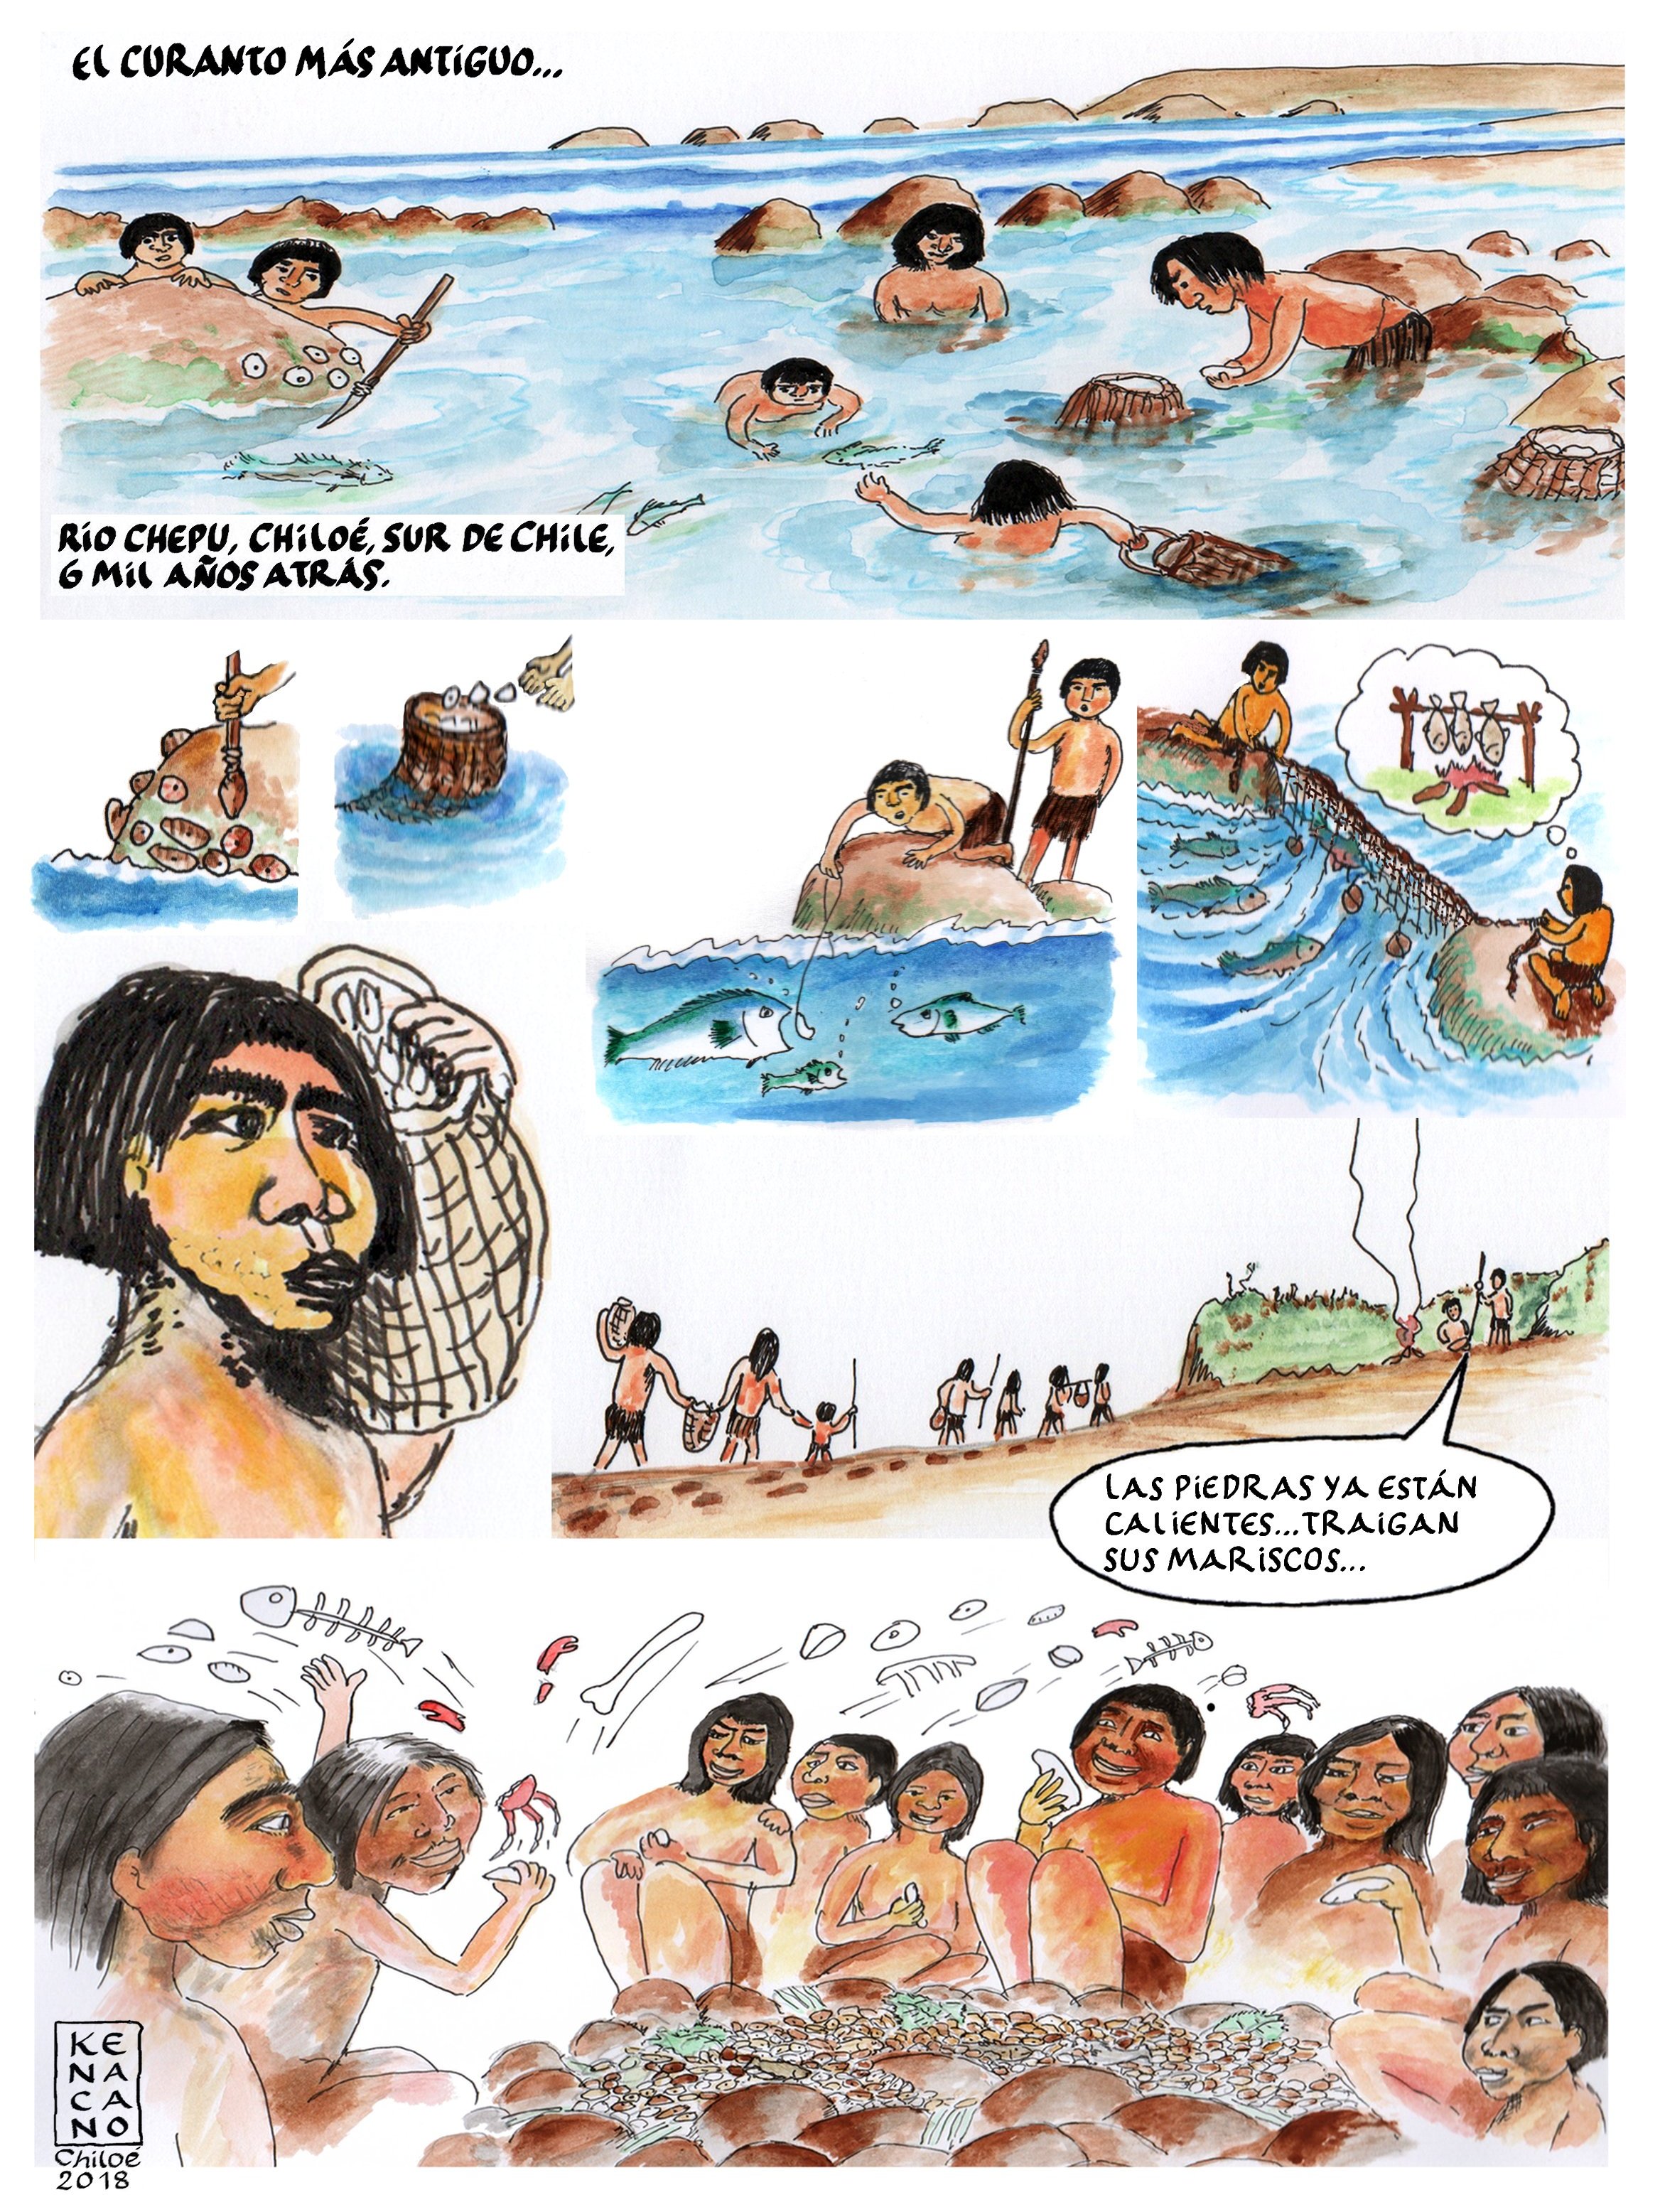 EL CURANTO MÁS ANTIGUO...
RÍO CHEPU, CHILOÉ, SUR DE CHILE,
6 MIL AÑOS ATRÁS.
LAS PIEDRAS YA ESTÁN
CALIENTES...TRAIGAN
SUS MARISCOS...
KE
NA
CA
NO
Chiloé
2018